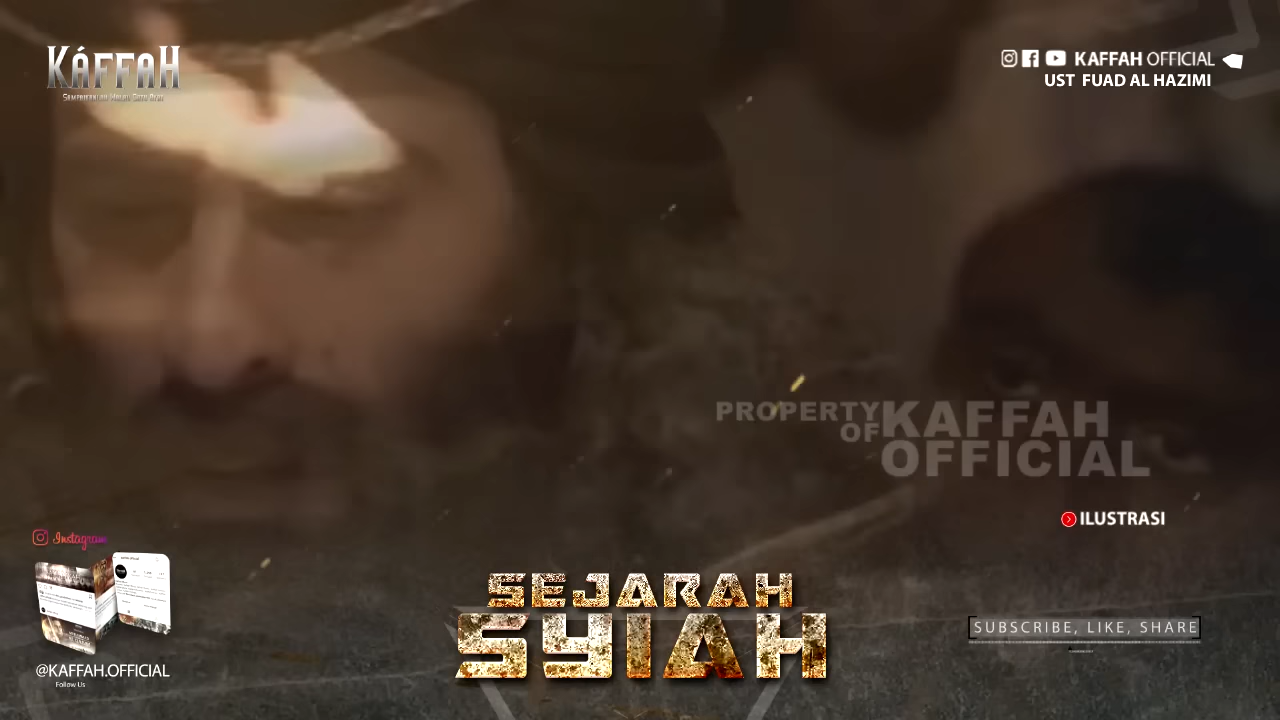 KÁFFAH
KAFFAH OFFICIAL
UST FUAD AL HAZIMI
PROPERTY OF KAFFAH OFFICIAL
ILUSTRASI
Instagram
@KAFFAH.OFFICIAL
Follow Us
SEJARAH
SYIAH
SUBSCRIBE, LIKE, SHARE